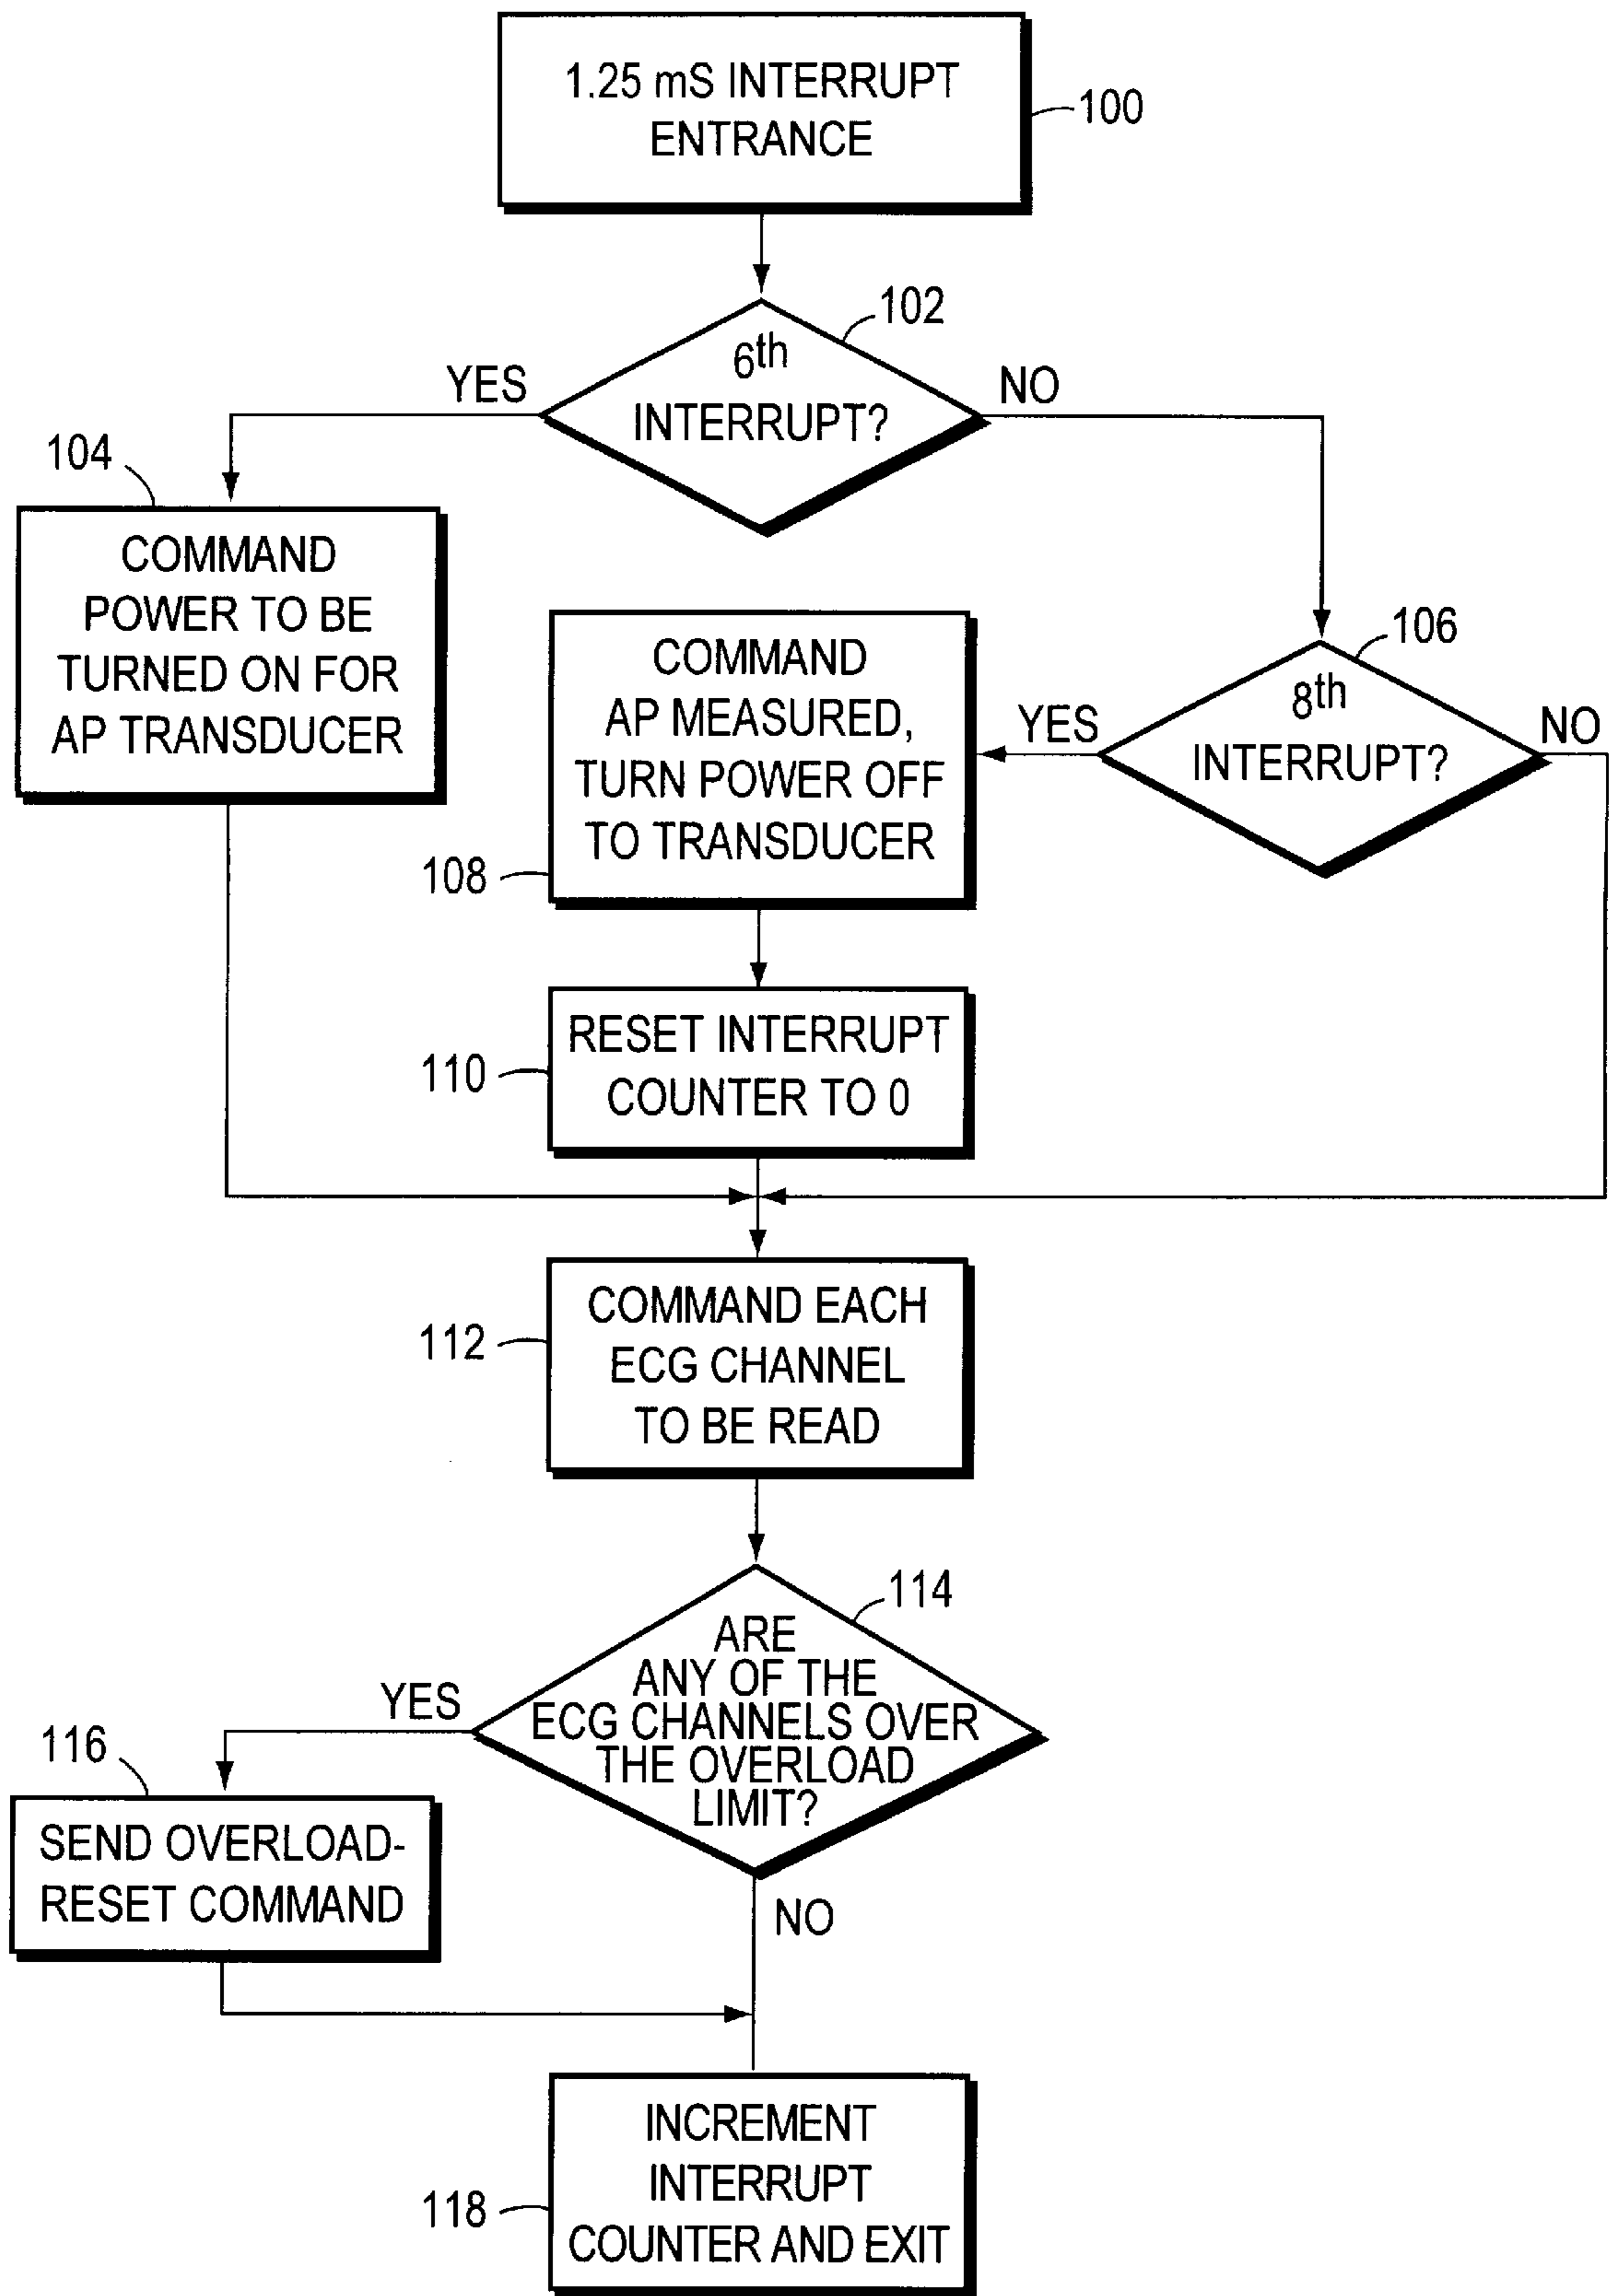 1.25 mS INTERRUPT
ENTRANCE
100
102
6th
INTERRUPT?
YES
NO
104
COMMAND
POWER TO BE
TURNED ON FOR
AP TRANSDUCER
106
8th
INTERRUPT?
YES
NO
COMMAND
AP MEASURED,
TURN POWER OFF
TO TRANSDUCER
108
RESET INTERRUPT
COUNTER TO 0
110
COMMAND EACH
ECG CHANNEL
TO BE READ
112
114
ARE
ANY OF THE
ECG CHANNELS OVER
THE OVERLOAD
LIMIT?
YES
116
SEND OVERLOAD-
RESET COMMAND
NO
INCREMENT
INTERRUPT
COUNTER AND EXIT
118